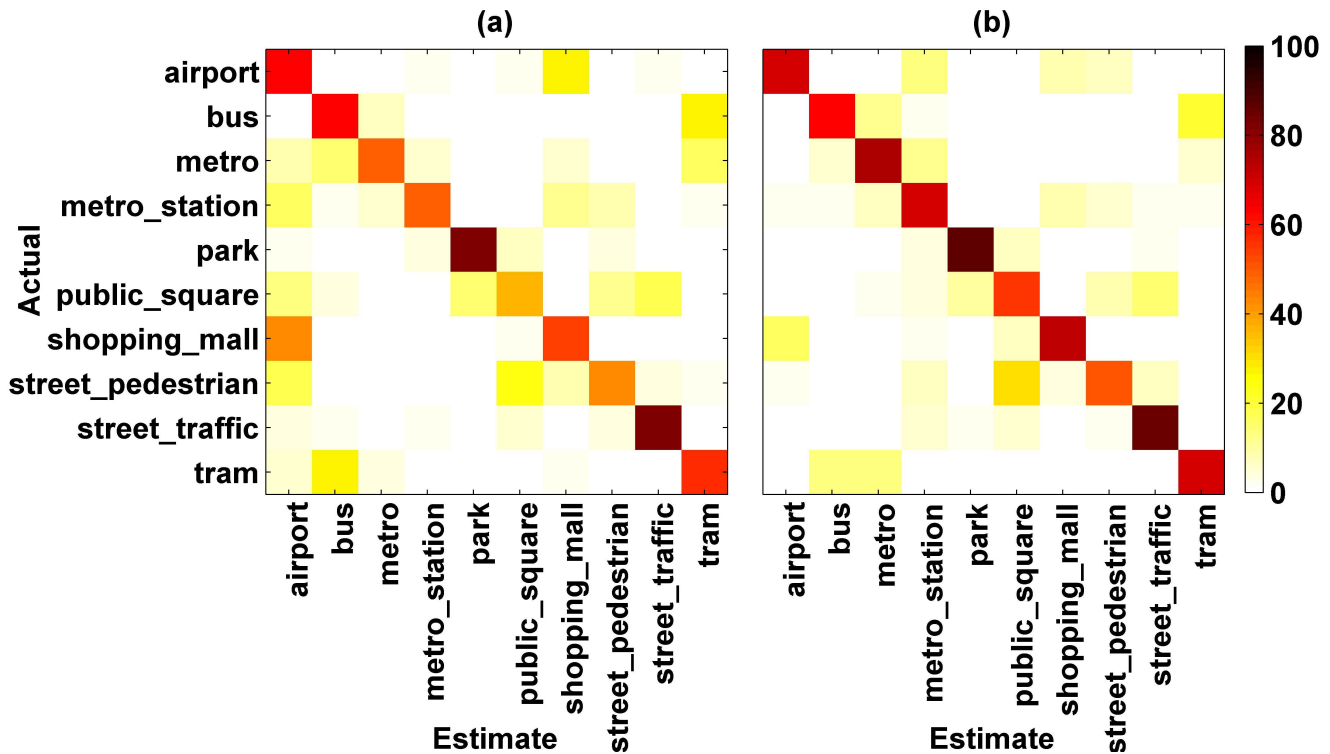 (a)
(b)
Actual
airport
bus
metro
metro_station
park
public_square
shopping_mall
street_pedestrian
street_traffic
tram
airport
bus
metro
metro_station
park
public_square
shopping_mall
street_pedestrian
street_traffic
tram
Estimate
airport
bus
metro
metro_station
park
public_square
shopping_mall
street_pedestrian
street_traffic
tram
Estimate
100
80
60
40
20
0